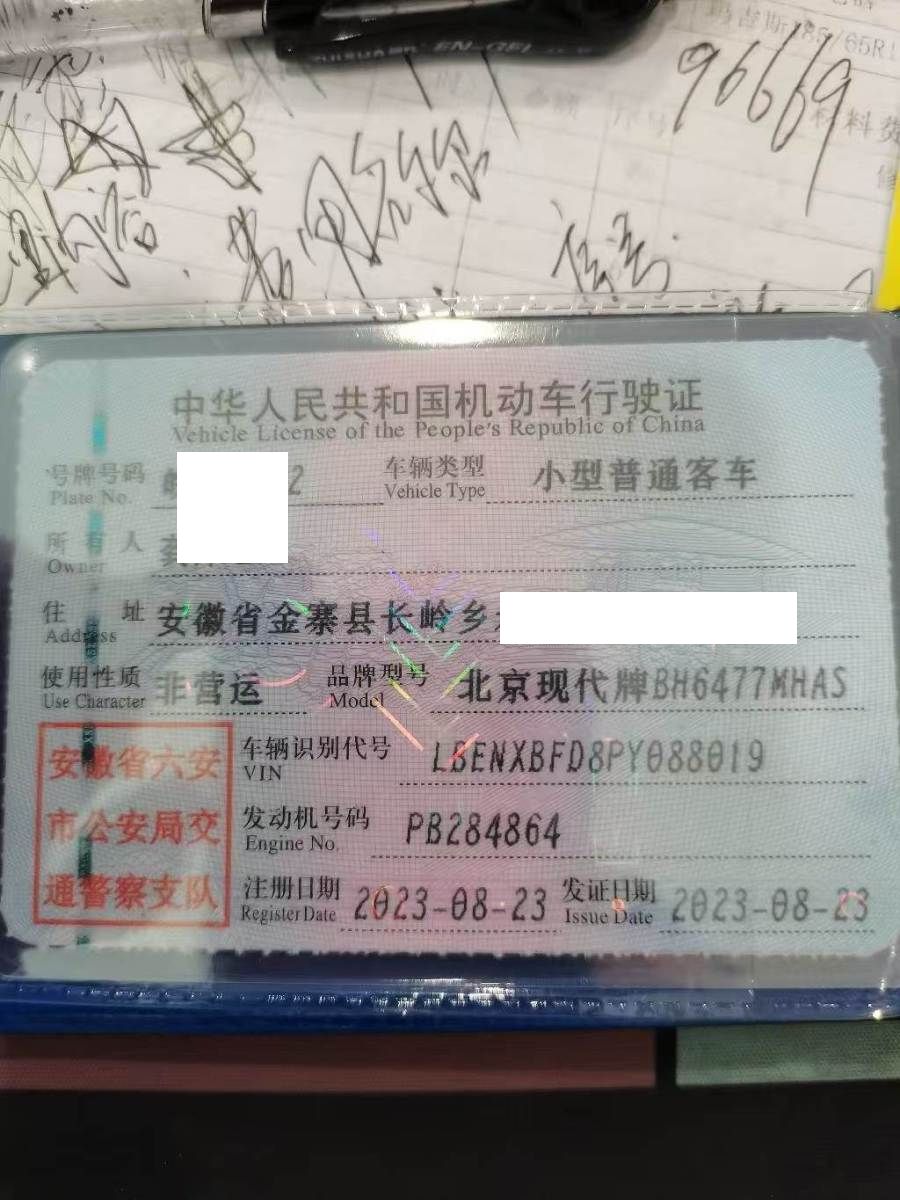 EN-GEL
96669
材料费
中华人民共和国机动车行驶证
Vehicle License of the People's Republic of China
号牌号码 2 车辆类型 小型普通客车
Plate No. Vehicle Type
所有人
Owner
住址 安徽省金寨县长岭乡
Address
使用性质 非营运 品牌型号 北京现代牌BH6477MHAS
Use Character Model
车辆识别代号 LBENXBFD8PY088019
VIN
发动机号码 PB284864
Engine No.
注册日期 2023-08-23 发证日期 2023-08-23
Register Date Issue Date
安徽省六安
市公安局交
通警察支队